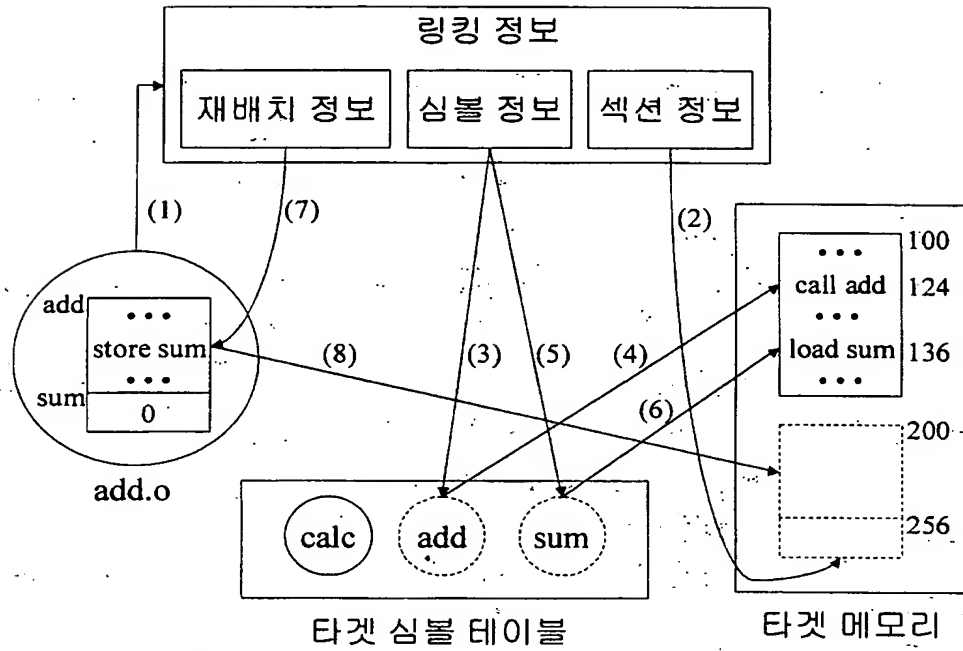 링킹 정보
재배치 정보
심볼 정보
섹션 정보
(1)
(7)
(2)
add
• • •
store sum
• • •
sum
0
add.o
(8)
(3)
(5)
(4)
(6)
• • •
100
call add
124
• • •
load sum
136
• • •
200
256
calc
add
sum
타겟 심볼 테이블
타겟 메모리